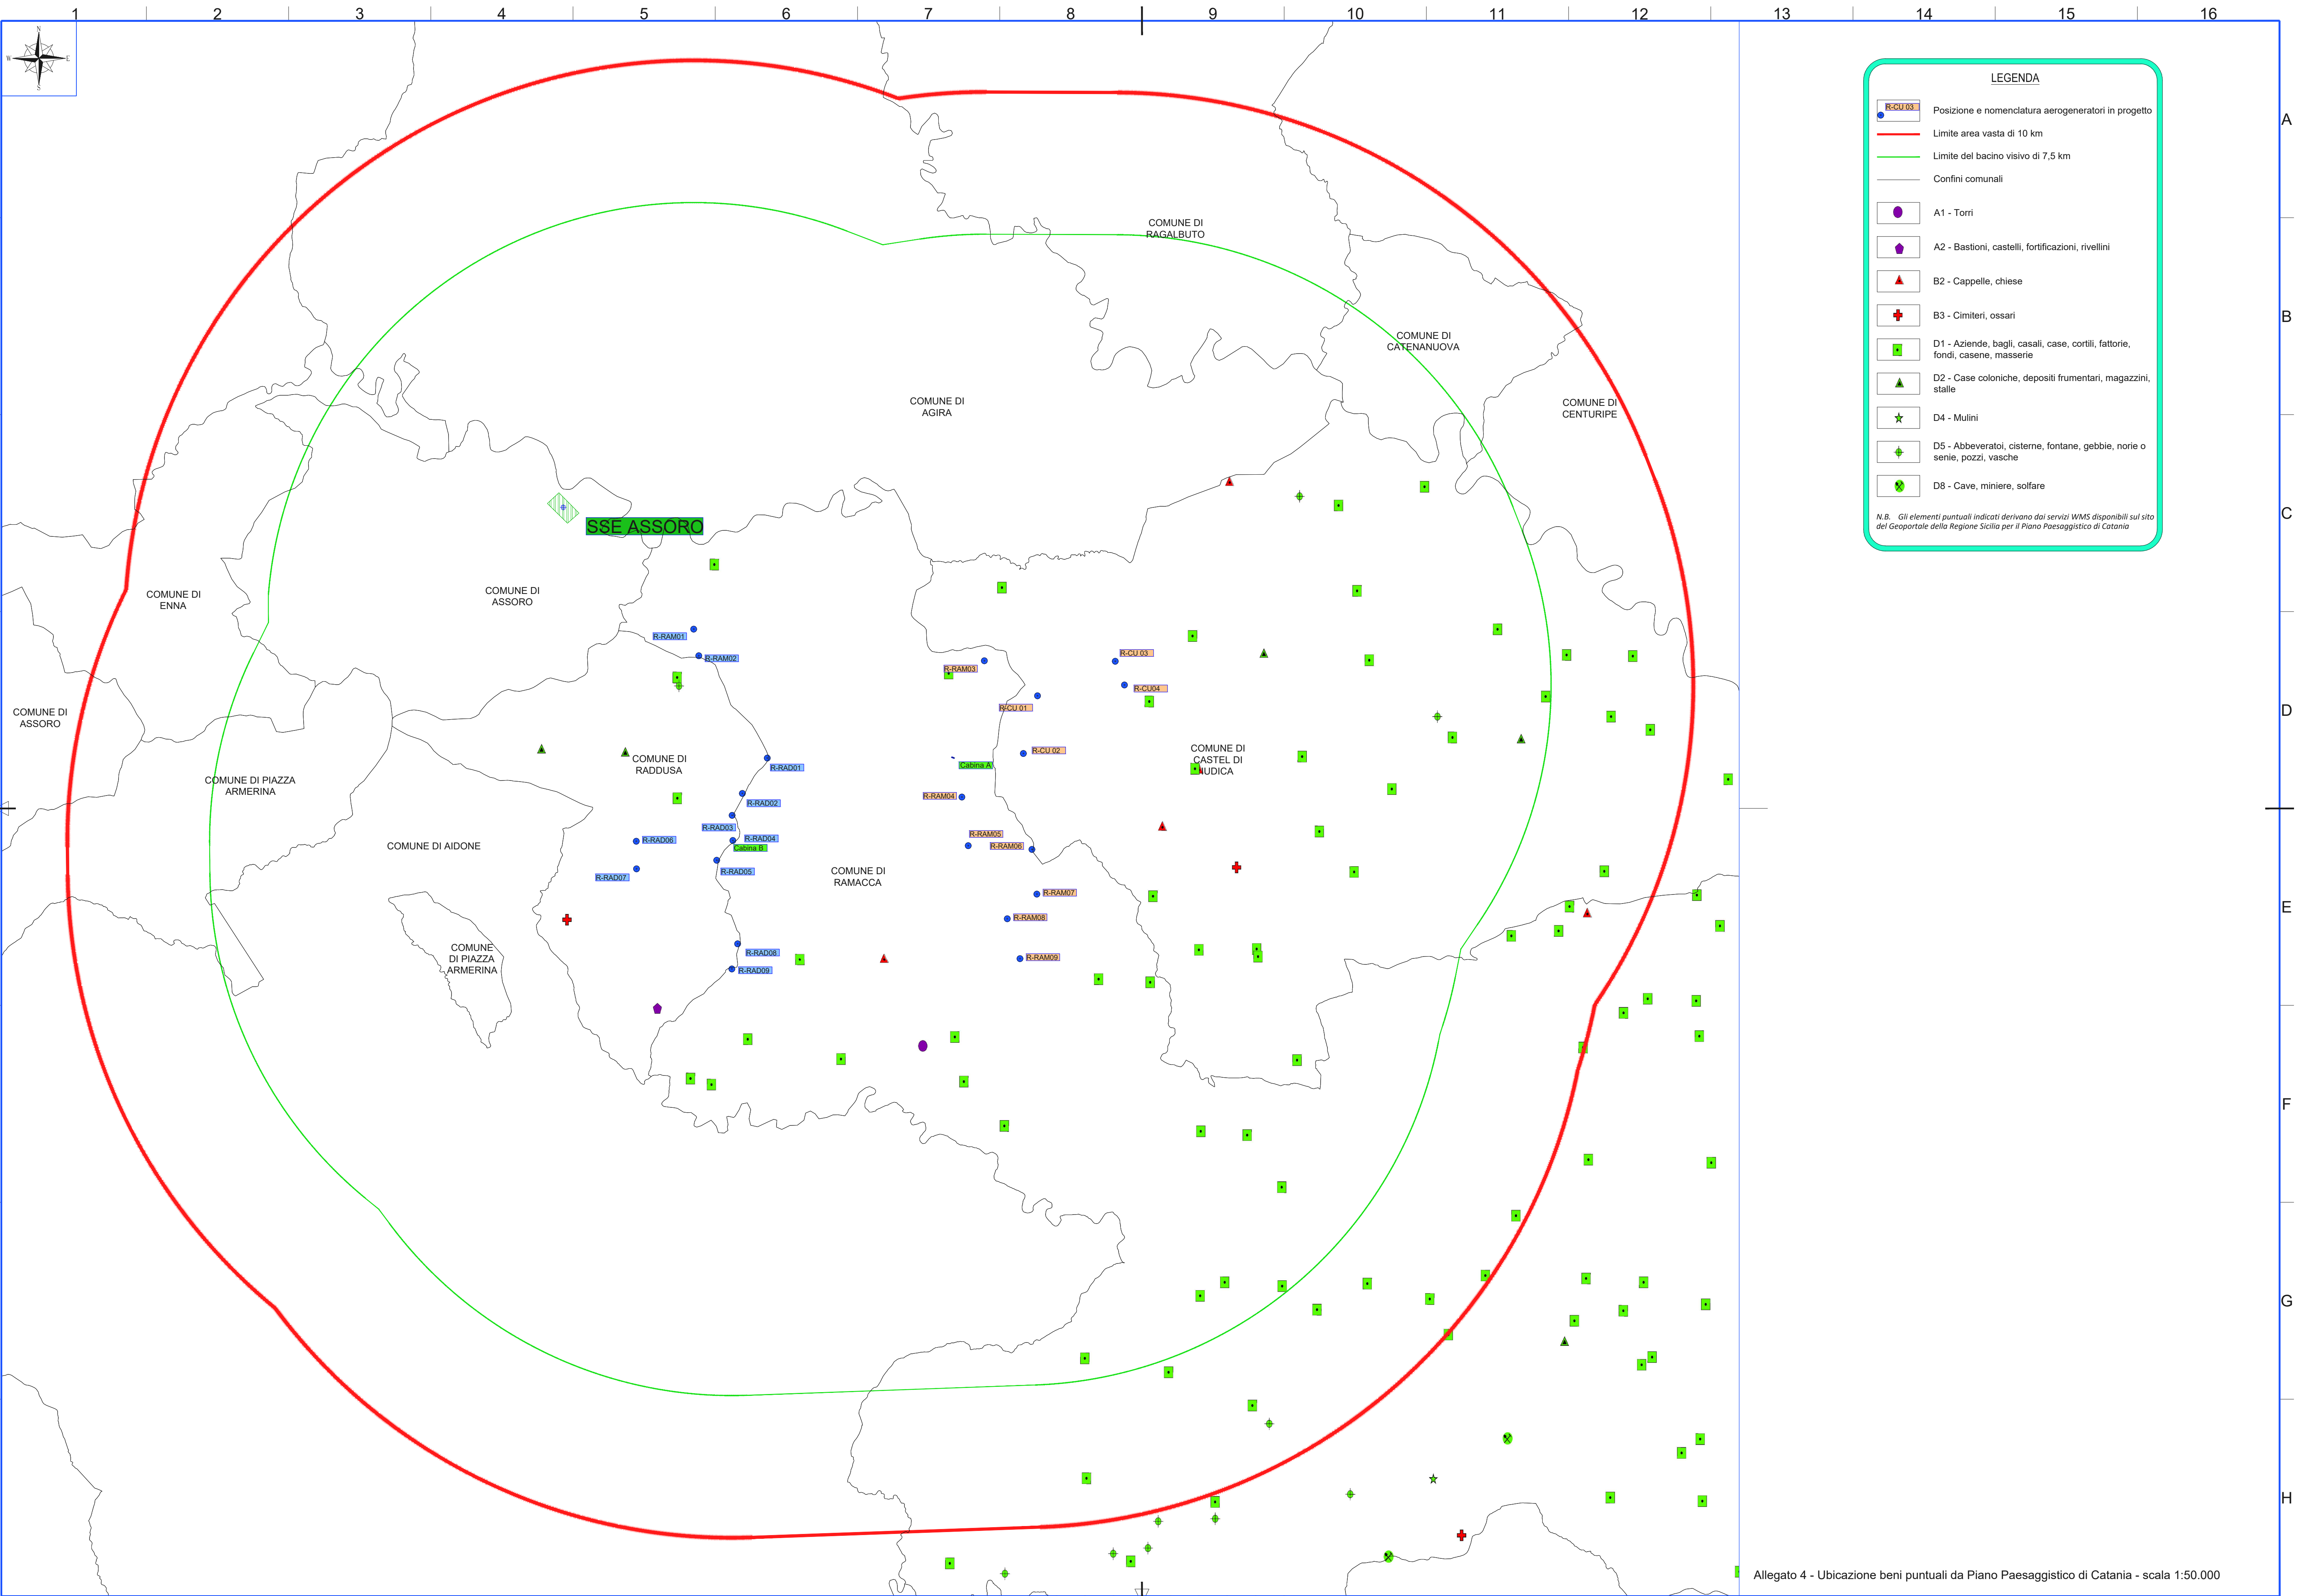 1 2 3 4 5 6 7 8 9 10 11 12 13 14 15 16
N
W E
S
LEGENDA
R-CU 03
Posizione e nomenclatura aerogeneratori in progetto
Limite area vasta di 10 km
Limite del bacino visivo di 7,5 km
Confini comunali
A1 - Torri
A2 - Bastioni, castelli, fortificazioni, rivellini
B2 - Cappelle, chiese
B3 - Cimiteri, ossari
D1 - Aziende, bagli, casali, case, cortili, fattorie,
fondi, casene, masserie
D2 - Case coloniche, depositi frumentari, magazzini,
stalle
D4 - Mulini
D5 - Abbeveratoi, cisterne, fontane, gebbie, norie o
senie, pozzi, vasche
D8 - Cave, miniere, solfare
N.B. Gli elementi puntuali indicati derivano dai servizi WMS disponibili sul sito
del Geoportale della Regione Sicilia per il Piano Paesaggistico di Catania
A
B
C
D
E
F
G
H
COMUNE DI
RAGALBUTO
COMUNE DI
CATENANUOVA
COMUNE DI
AGIRA
COMUNE DI
CENTURIPE
SSE ASSORO
COMUNE DI
ENNA
COMUNE DI
ASSORO
R-RAM01
R-RAM02
R-RAM03
R-CU 03
R-CU04
R-CU 01
COMUNE DI
ASSORO
R-CU 02
COMUNE DI
CASTEL DI
IUDICA
COMUNE DI
RADDUSA
R-RAD01
Cabina A
COMUNE DI PIAZZA
ARMERINA
R-RAM04
R-RAD02
R-RAD03
R-RAD04
R-RAM05
R-RAD06
Cabina B
R-RAM06
COMUNE DI AIDONE
R-RAD05
R-RAD07
COMUNE DI
RAMACCA
R-RAM07
R-RAM08
COMUNE
DI PIAZZA
ARMERINA
R-RAD08
R-RAM09
R-RAD09
Allegato 4 - Ubicazione beni puntuali da Piano Paesaggistico di Catania - scala 1:50.000